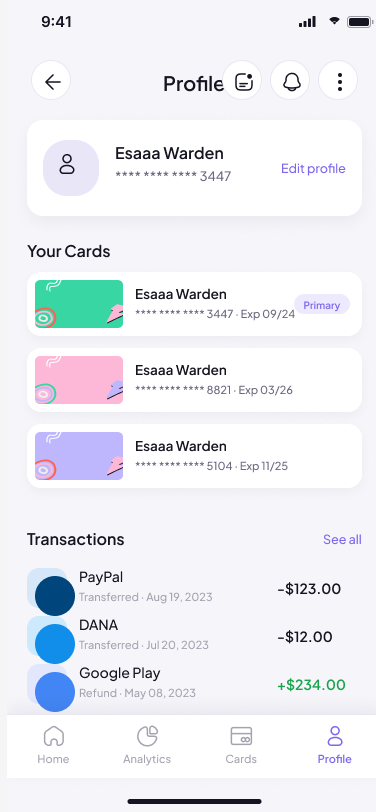 9:41
Profile
Esaaa Warden
**** **** **** 3447
Edit profile
Your Cards
Esaaa Warden
**** **** **** 3447 · Exp 09/24
Primary
Esaaa Warden
**** **** **** 8821 · Exp 03/26
Esaaa Warden
**** **** **** 5104 · Exp 11/25
Transactions
See all
PayPal
-$123.00
Transferred · Aug 19, 2023
DANA
-$12.00
Transferred · Jul 20, 2023
Google Play
+$234.00
Refund · May 08, 2023
Home
Analytics
Cards
Profile